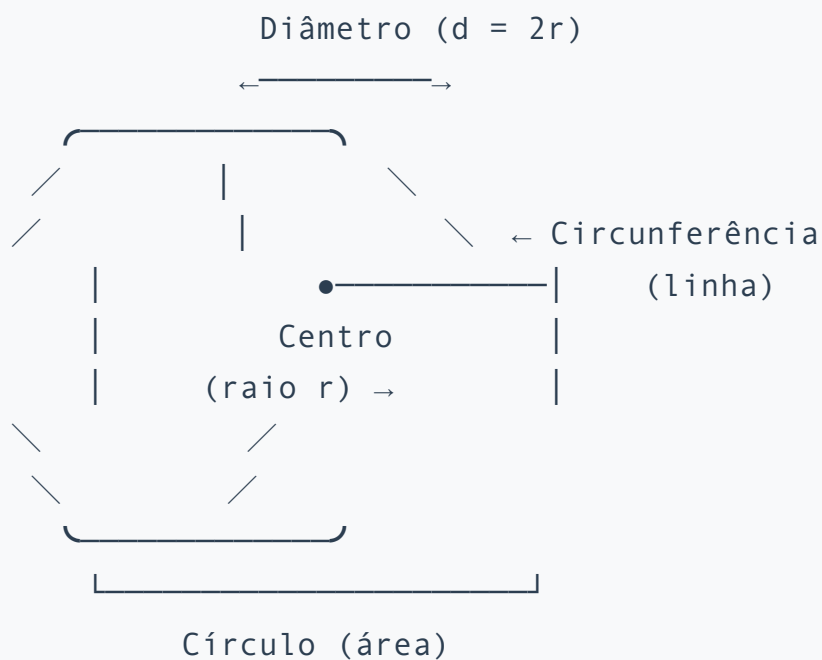 Diâmetro (d = 2r)
← Circunferência
(linha)
Centro
(raio r) →
Círculo (área)